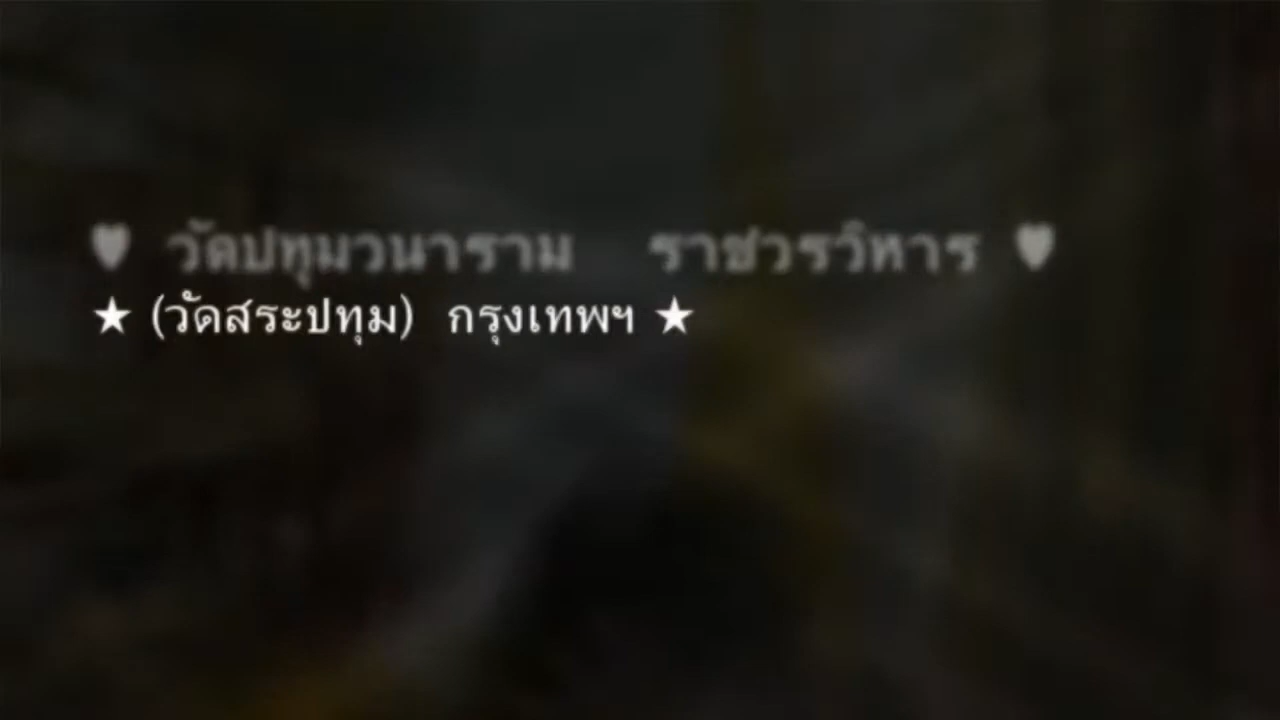 ♥ วัดปทุมวนาราม ราชวรวิหาร ♥
★ (วัดสระปทุม) กรุงเทพฯ ★